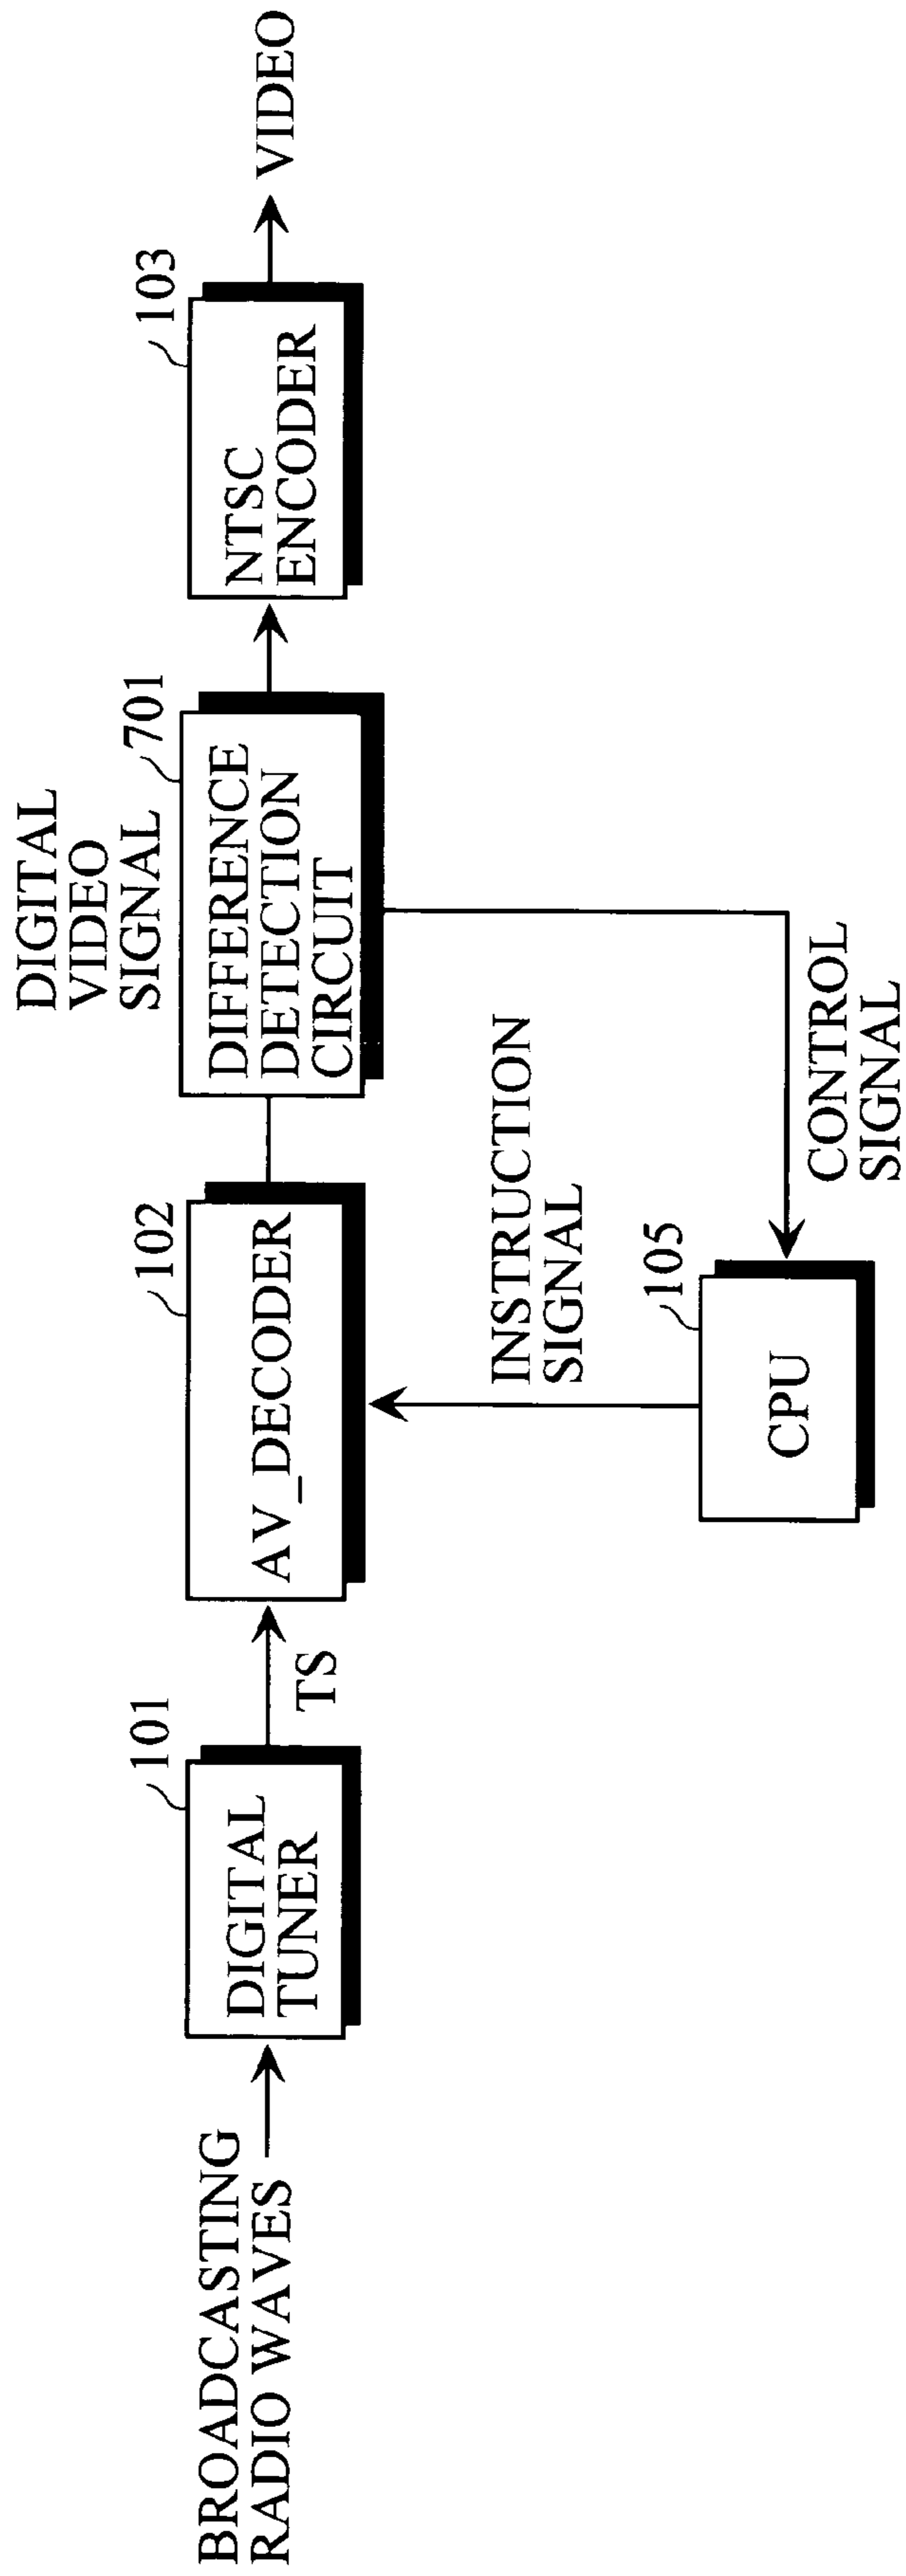 BROADCASTING
RADIO WAVES
101
DIGITAL
TUNER
TS
102
AV_DECODER
DIGITAL
VIDEO
SIGNAL
701
DIFFERENCE
DETECTION
CIRCUIT
103
NTSC
ENCODER
VIDEO
INSTRUCTION
SIGNAL
105
CPU
CONTROL
SIGNAL